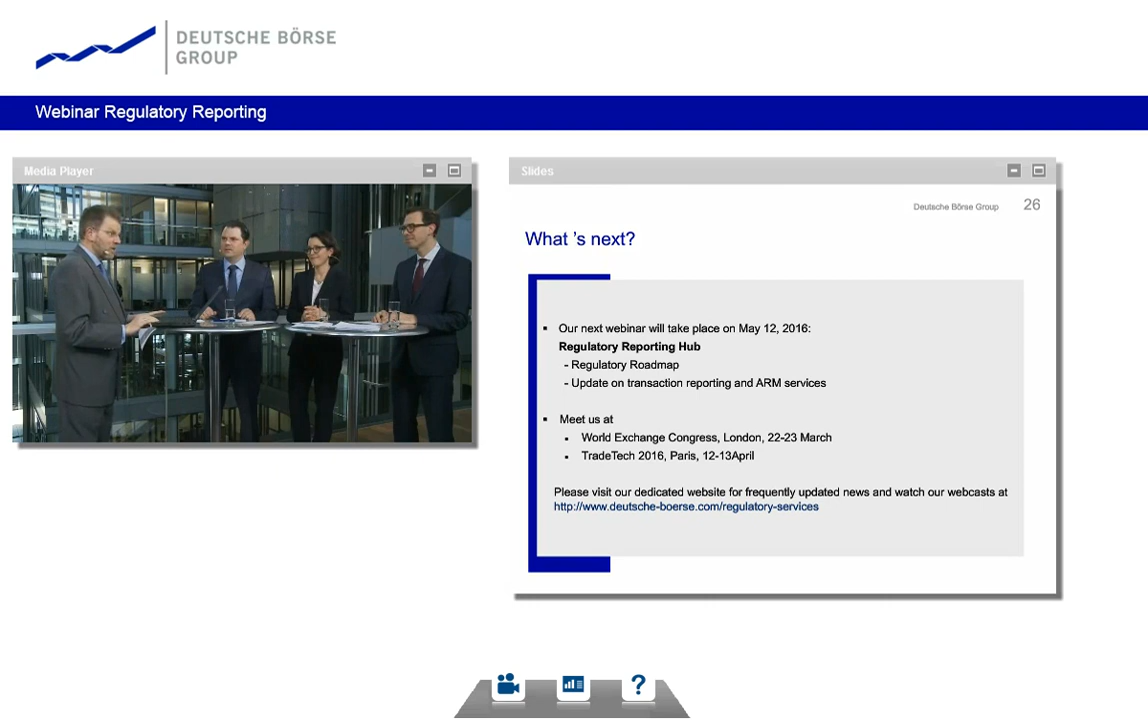 DEUTSCHE BÖRSE
GROUP
Webinar Regulatory Reporting
Media Player
Slides
Deutsche Börse Group 26
What ’s next?
▪ Our next webinar will take place on May 12, 2016:
Regulatory Reporting Hub
- Regulatory Roadmap
- Update on transaction reporting and ARM services
▪ Meet us at
▪ World Exchange Congress, London, 22-23 March
▪ TradeTech 2016, Paris, 12-13April
Please visit our dedicated website for frequently updated news and watch our webcasts at
http://www.deutsche-boerse.com/regulatory-services
?